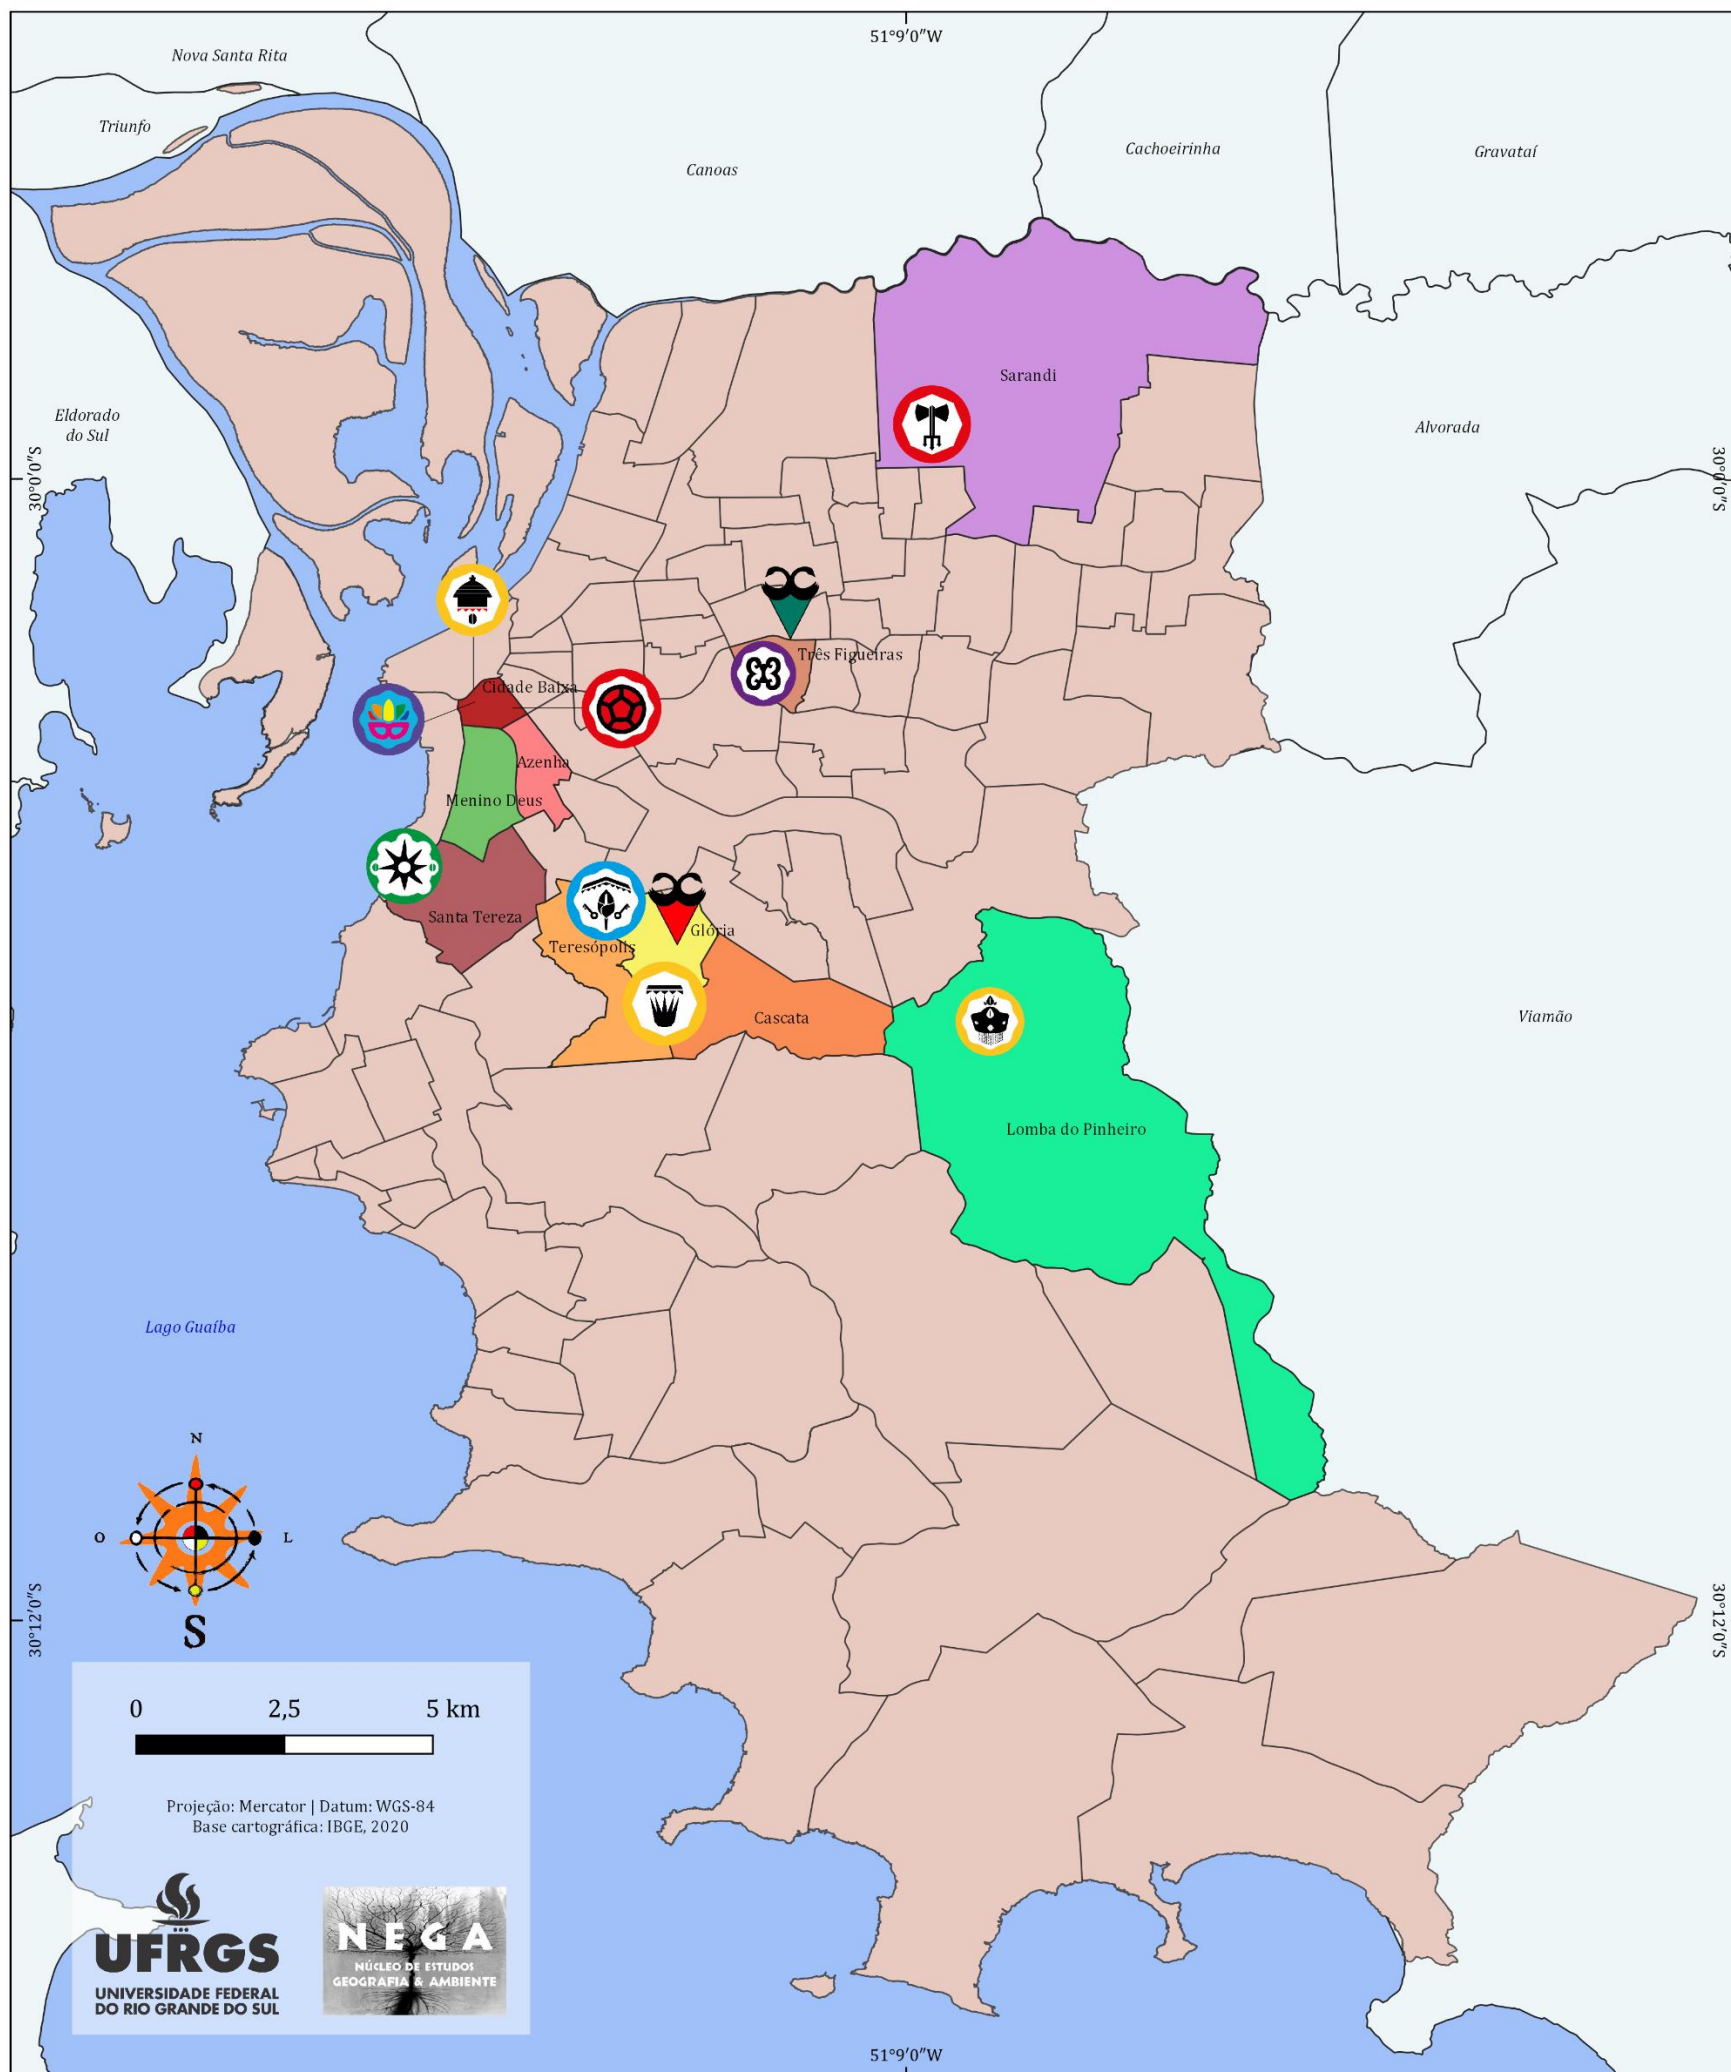 51°9'0"W
Nova Santa Rita
Triunfo
Canoas
Cachoeirinha
Gravataí
Sarandi
Eldorado
do Sul
Alvorada
30°0'0"S
30°0'0"S
Três Figueiras
Cidade Baixa
Azenha
Menino Deus
Santa Tereza
Glória
Teresópolis
Cascata
Viamão
Lomba do Pinheiro
Lago Guaíba
N
O
L
S
30°12'0"S
30°12'0"S
0 2,5 5 km
Projeção: Mercator | Datum: WGS-84
Base cartográfica: IBGE, 2020
UFRGS
UNIVERSIDADE FEDERAL
DO RIO GRANDE DO SUL
NEGA
NÚCLEO DE ESTUDOS
GEOGRAFIA & AMBIENTE
51°9'0"W